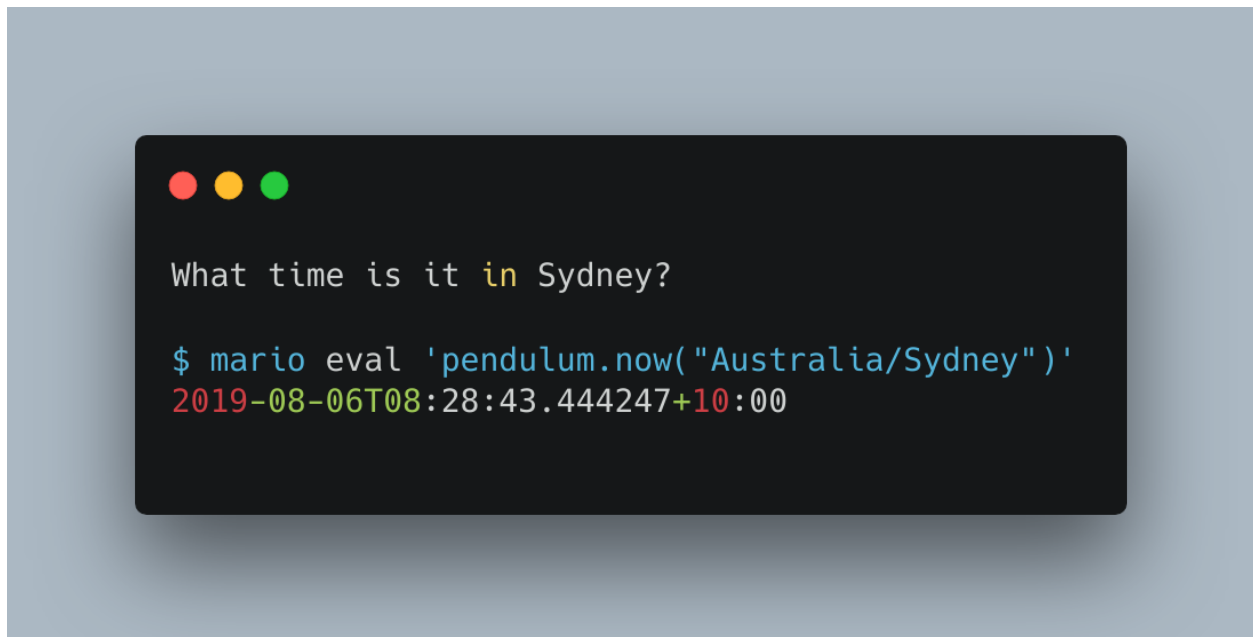 What time is it in Sydney?
$ mario eval 'pendulum.now("Australia/Sydney")'
2019-08-06T08:28:43.444247+10:00